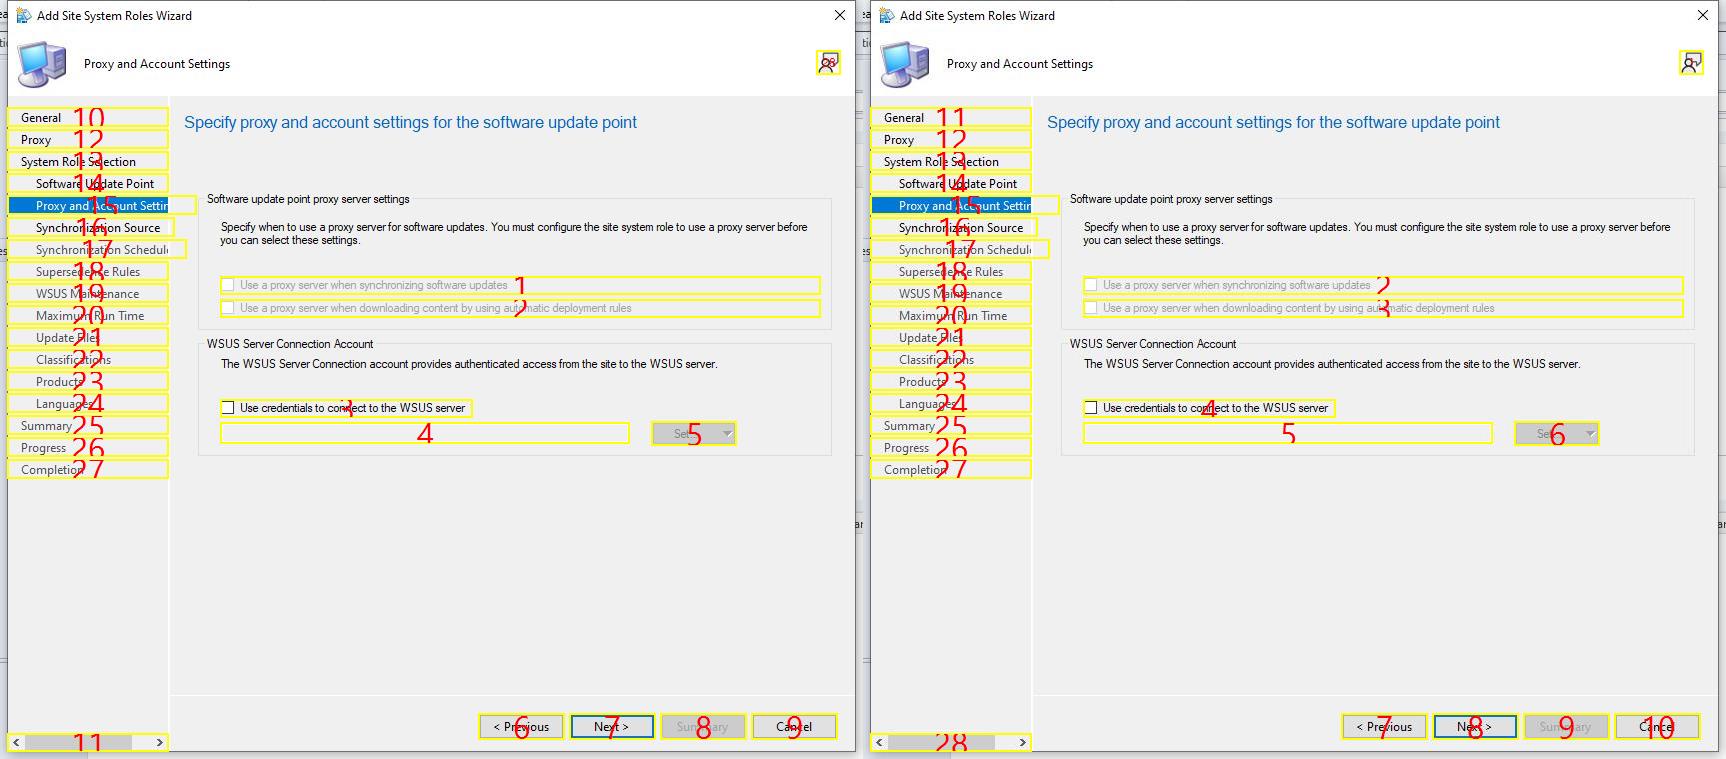 Add Site System Roles Wizard
Proxy and Account Settings
28
General 10
Proxy 12
System Role Selection 13
Software Update Point 14
Proxy and Account Settin 15
Synchronization Source 16
Synchronization Schedule 17
Supersedence Rules 18
WSUS Maintenance 19
Maximum Run Time 20
Update Files 21
Classifications 22
Products 23
Languages 24
Summary 25
Progress 26
Completion 27
11
Specify proxy and account settings for the software update point
Software update point proxy server settings
Specify when to use a proxy server for software updates. You must configure the site system role to use a proxy server before
you can select these settings.
Use a proxy server when synchronizing software updates 1
Use a proxy server when downloading content by using automatic deployment rules 2
WSUS Server Connection Account
The WSUS Server Connection account provides authenticated access from the site to the WSUS server.
Use credentials to connect to the WSUS server 3
4
Set... 5
< Previous 6
Next > 7
Summary 8
Cancel 9
Add Site System Roles Wizard
Proxy and Account Settings
1
General 11
Proxy 12
System Role Selection 13
Software Update Point 14
Proxy and Account Settin 15
Synchronization Source 16
Synchronization Schedule 17
Supersedence Rules 18
WSUS Maintenance 19
Maximum Run Time 20
Update Files 21
Classifications 22
Products 23
Languages 24
Summary 25
Progress 26
Completion 27
28
Specify proxy and account settings for the software update point
Software update point proxy server settings
Specify when to use a proxy server for software updates. You must configure the site system role to use a proxy server before
you can select these settings.
Use a proxy server when synchronizing software updates 2
Use a proxy server when downloading content by using automatic deployment rules 3
WSUS Server Connection Account
The WSUS Server Connection account provides authenticated access from the site to the WSUS server.
Use credentials to connect to the WSUS server 4
5
Set... 6
< Previous 7
Next > 8
Summary 9
Cancel 10